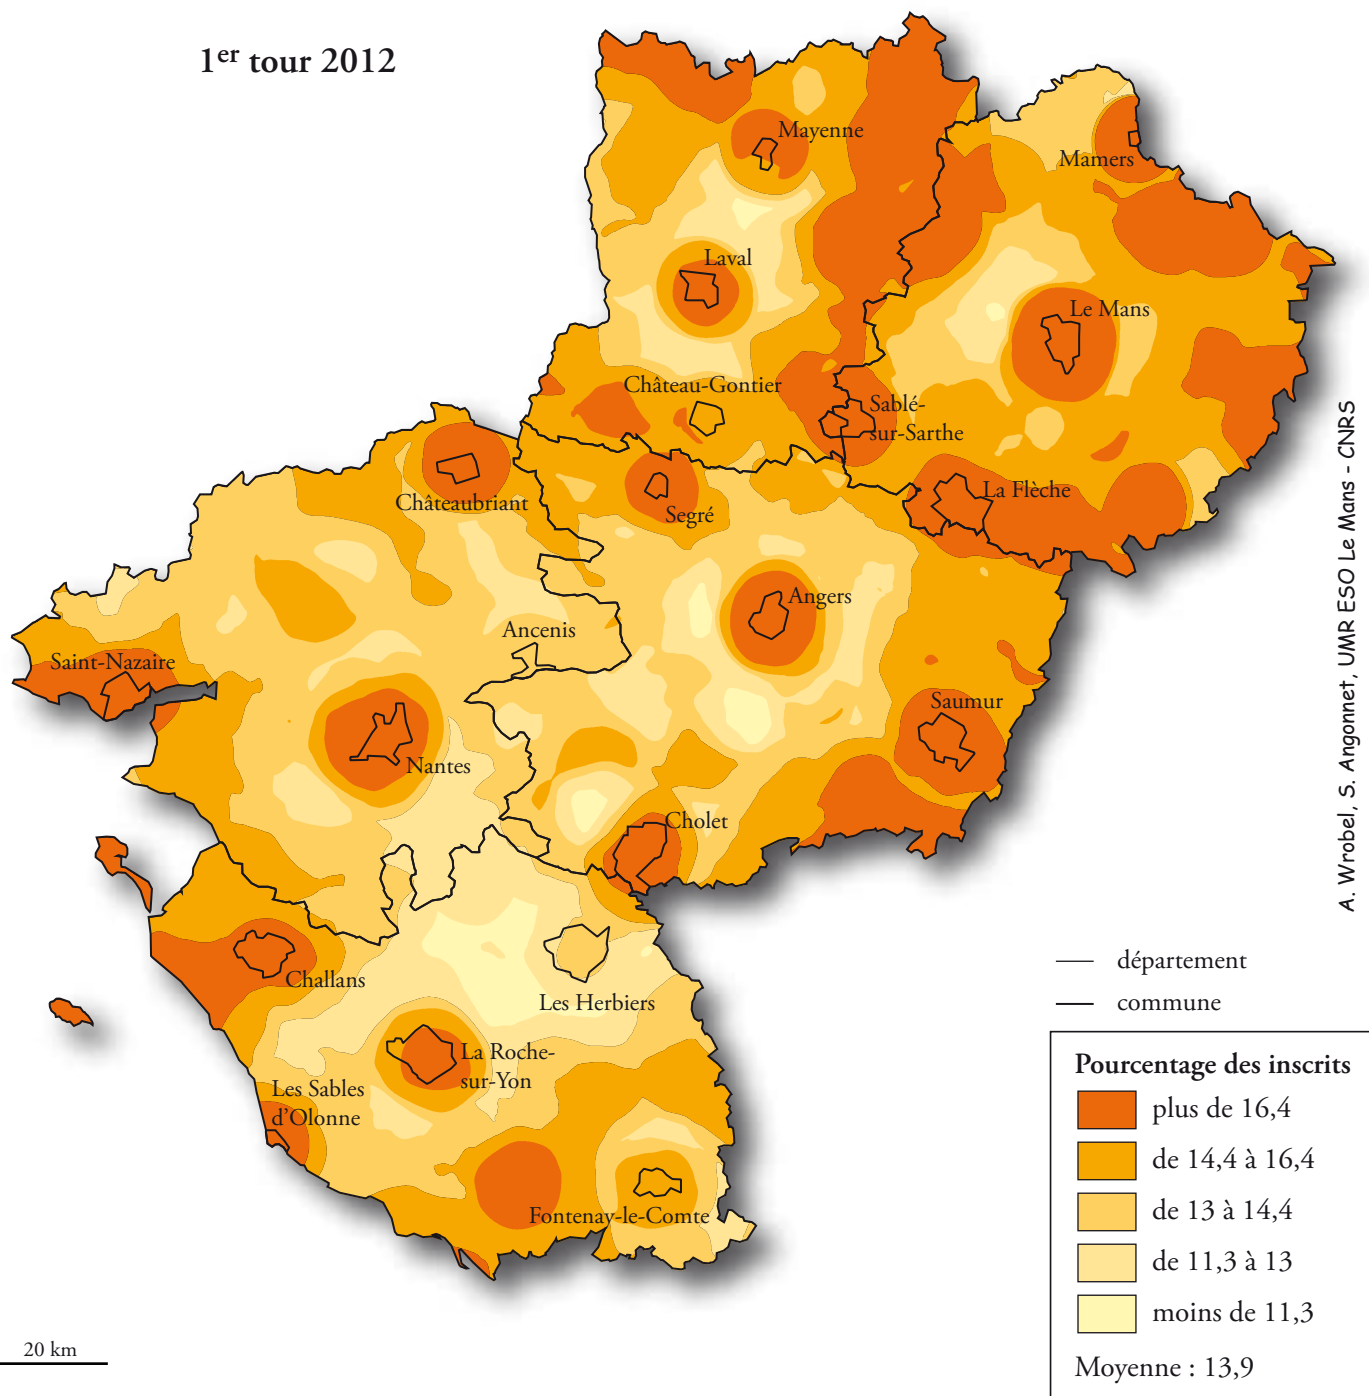 1er tour 2012
Mayenne
Mamers
Laval
Le Mans
Château-Gontier
Sablé-
sur-Sarthe
La Flèche
Châteaubriant
Segré
Angers
Ancenis
Saint-Nazaire
Saumur
Nantes
Cholet
Challans
Les Herbiers
La Roche-
sur-Yon
Les Sables
d'Olonne
Fontenay-le-Comte
A. Wrobel, S. Angonnet, UMR ESO Le Mans - CNRS
département
commune
Pourcentage des inscrits
plus de 16,4
de 14,4 à 16,4
de 13 à 14,4
de 11,3 à 13
moins de 11,3
Moyenne : 13,9
20 km